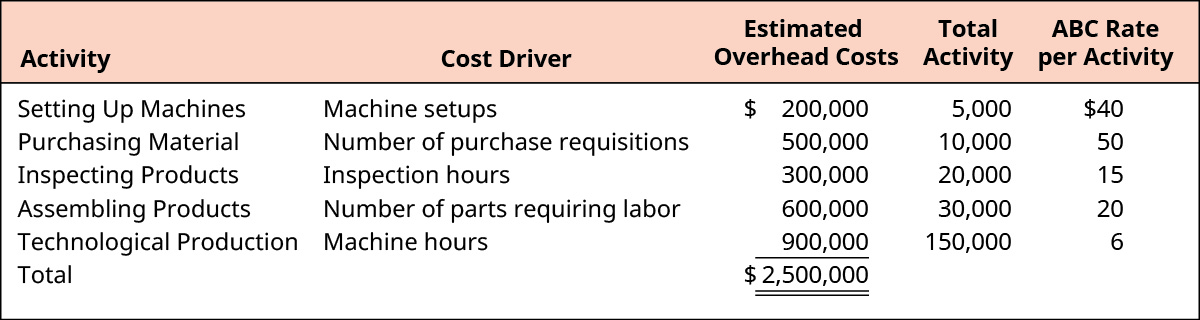 Activity Cost Driver Estimated Overhead Costs Total Activity ABC Rate per Activity
Setting Up Machines Machine setups $ 200,000 5,000 $40
Purchasing Material Number of purchase requisitions 500,000 10,000 50
Inspecting Products Inspection hours 300,000 20,000 15
Assembling Products Number of parts requiring labor 600,000 30,000 20
Technological Production Machine hours 900,000 150,000 6
Total $ 2,500,000